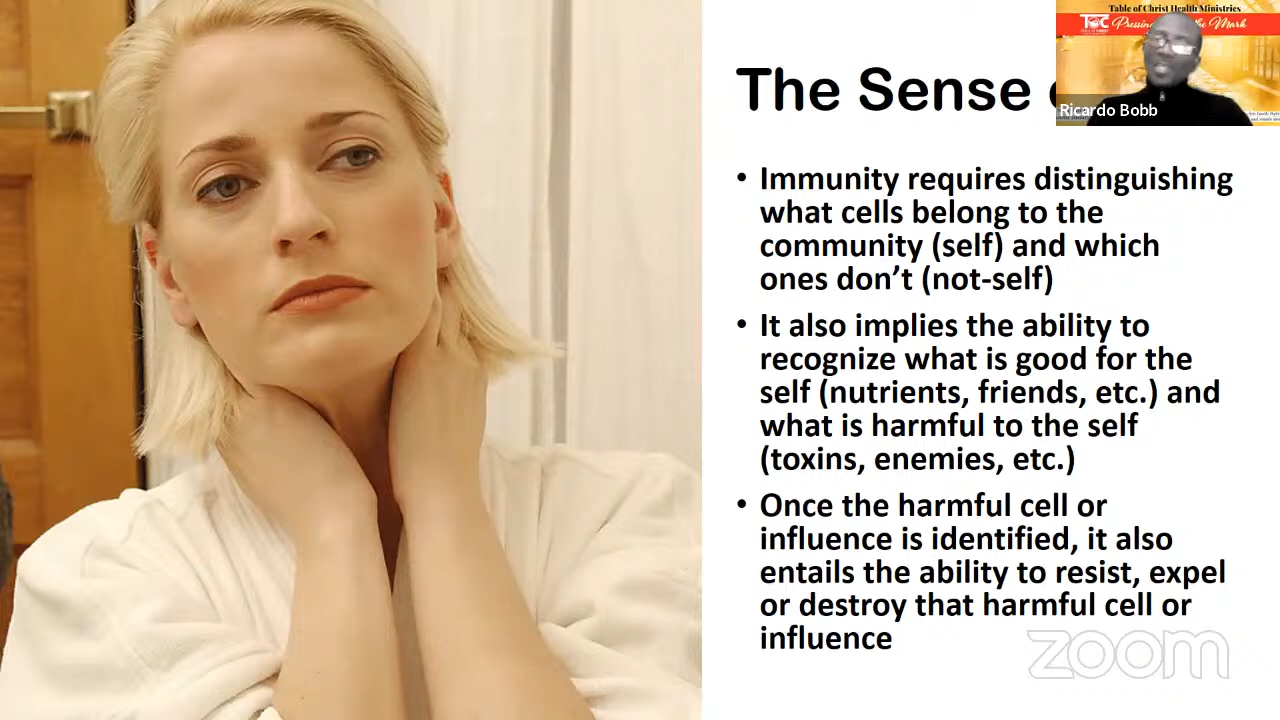 Table of Christ Health Ministries
TOC
the Mark
Ricardo Bobb
The Sense
• Immunity requires distinguishing
what cells belong to the
community (self) and which
ones don’t (not-self)
• It also implies the ability to
recognize what is good for the
self (nutrients, friends, etc.) and
what is harmful to the self
(toxins, enemies, etc.)
• Once the harmful cell or
influence is identified, it also
entails the ability to resist, expel
or destroy that harmful cell or
influence
zoom